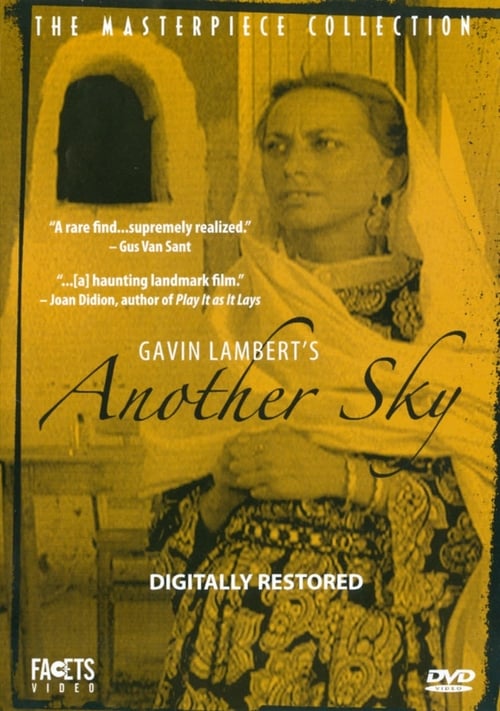 THE MASTERPIECE COLLECTION
“A rare find...supremely realized.”
– Gus Van Sant
“...[a] haunting landmark film.”
– Joan Didion, author of Play It as It Lays
GAVIN LAMBERT'S
Another Sky
DIGITALLY RESTORED
FACETS
VIDEO
DVD
VIDEO